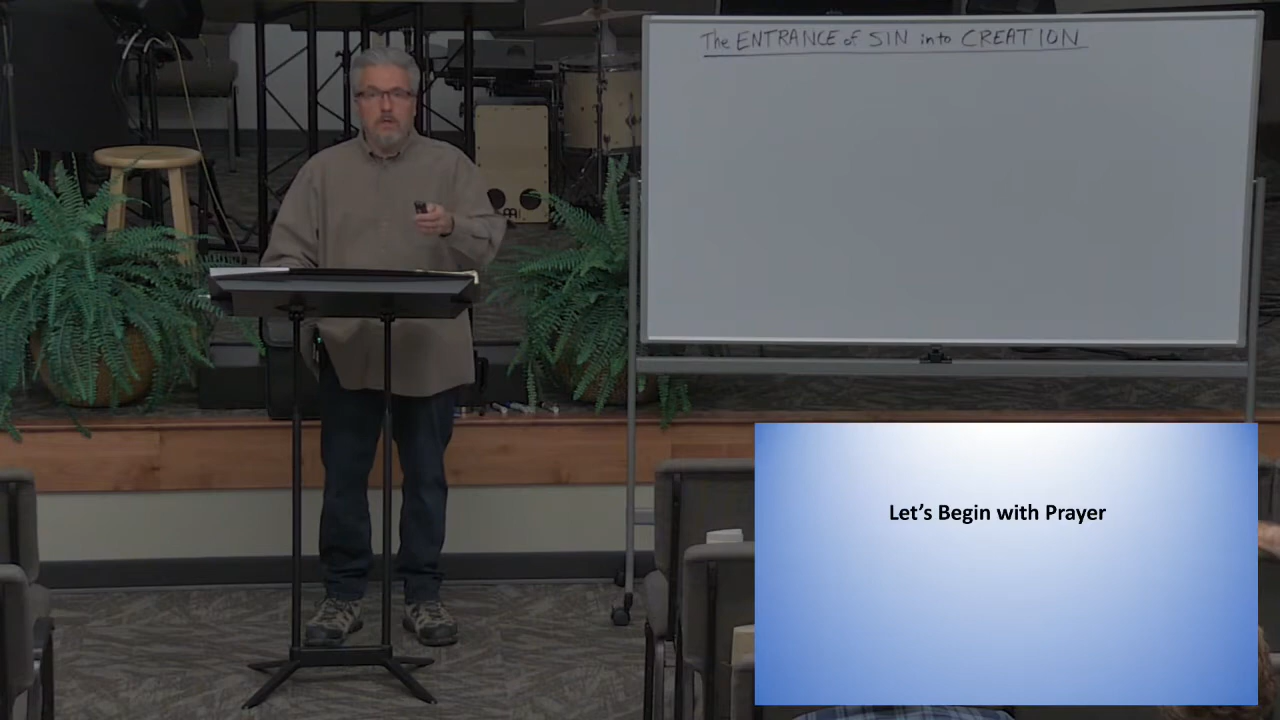 The ENTRANCE of SIN into CREATION
Let's Begin with Prayer